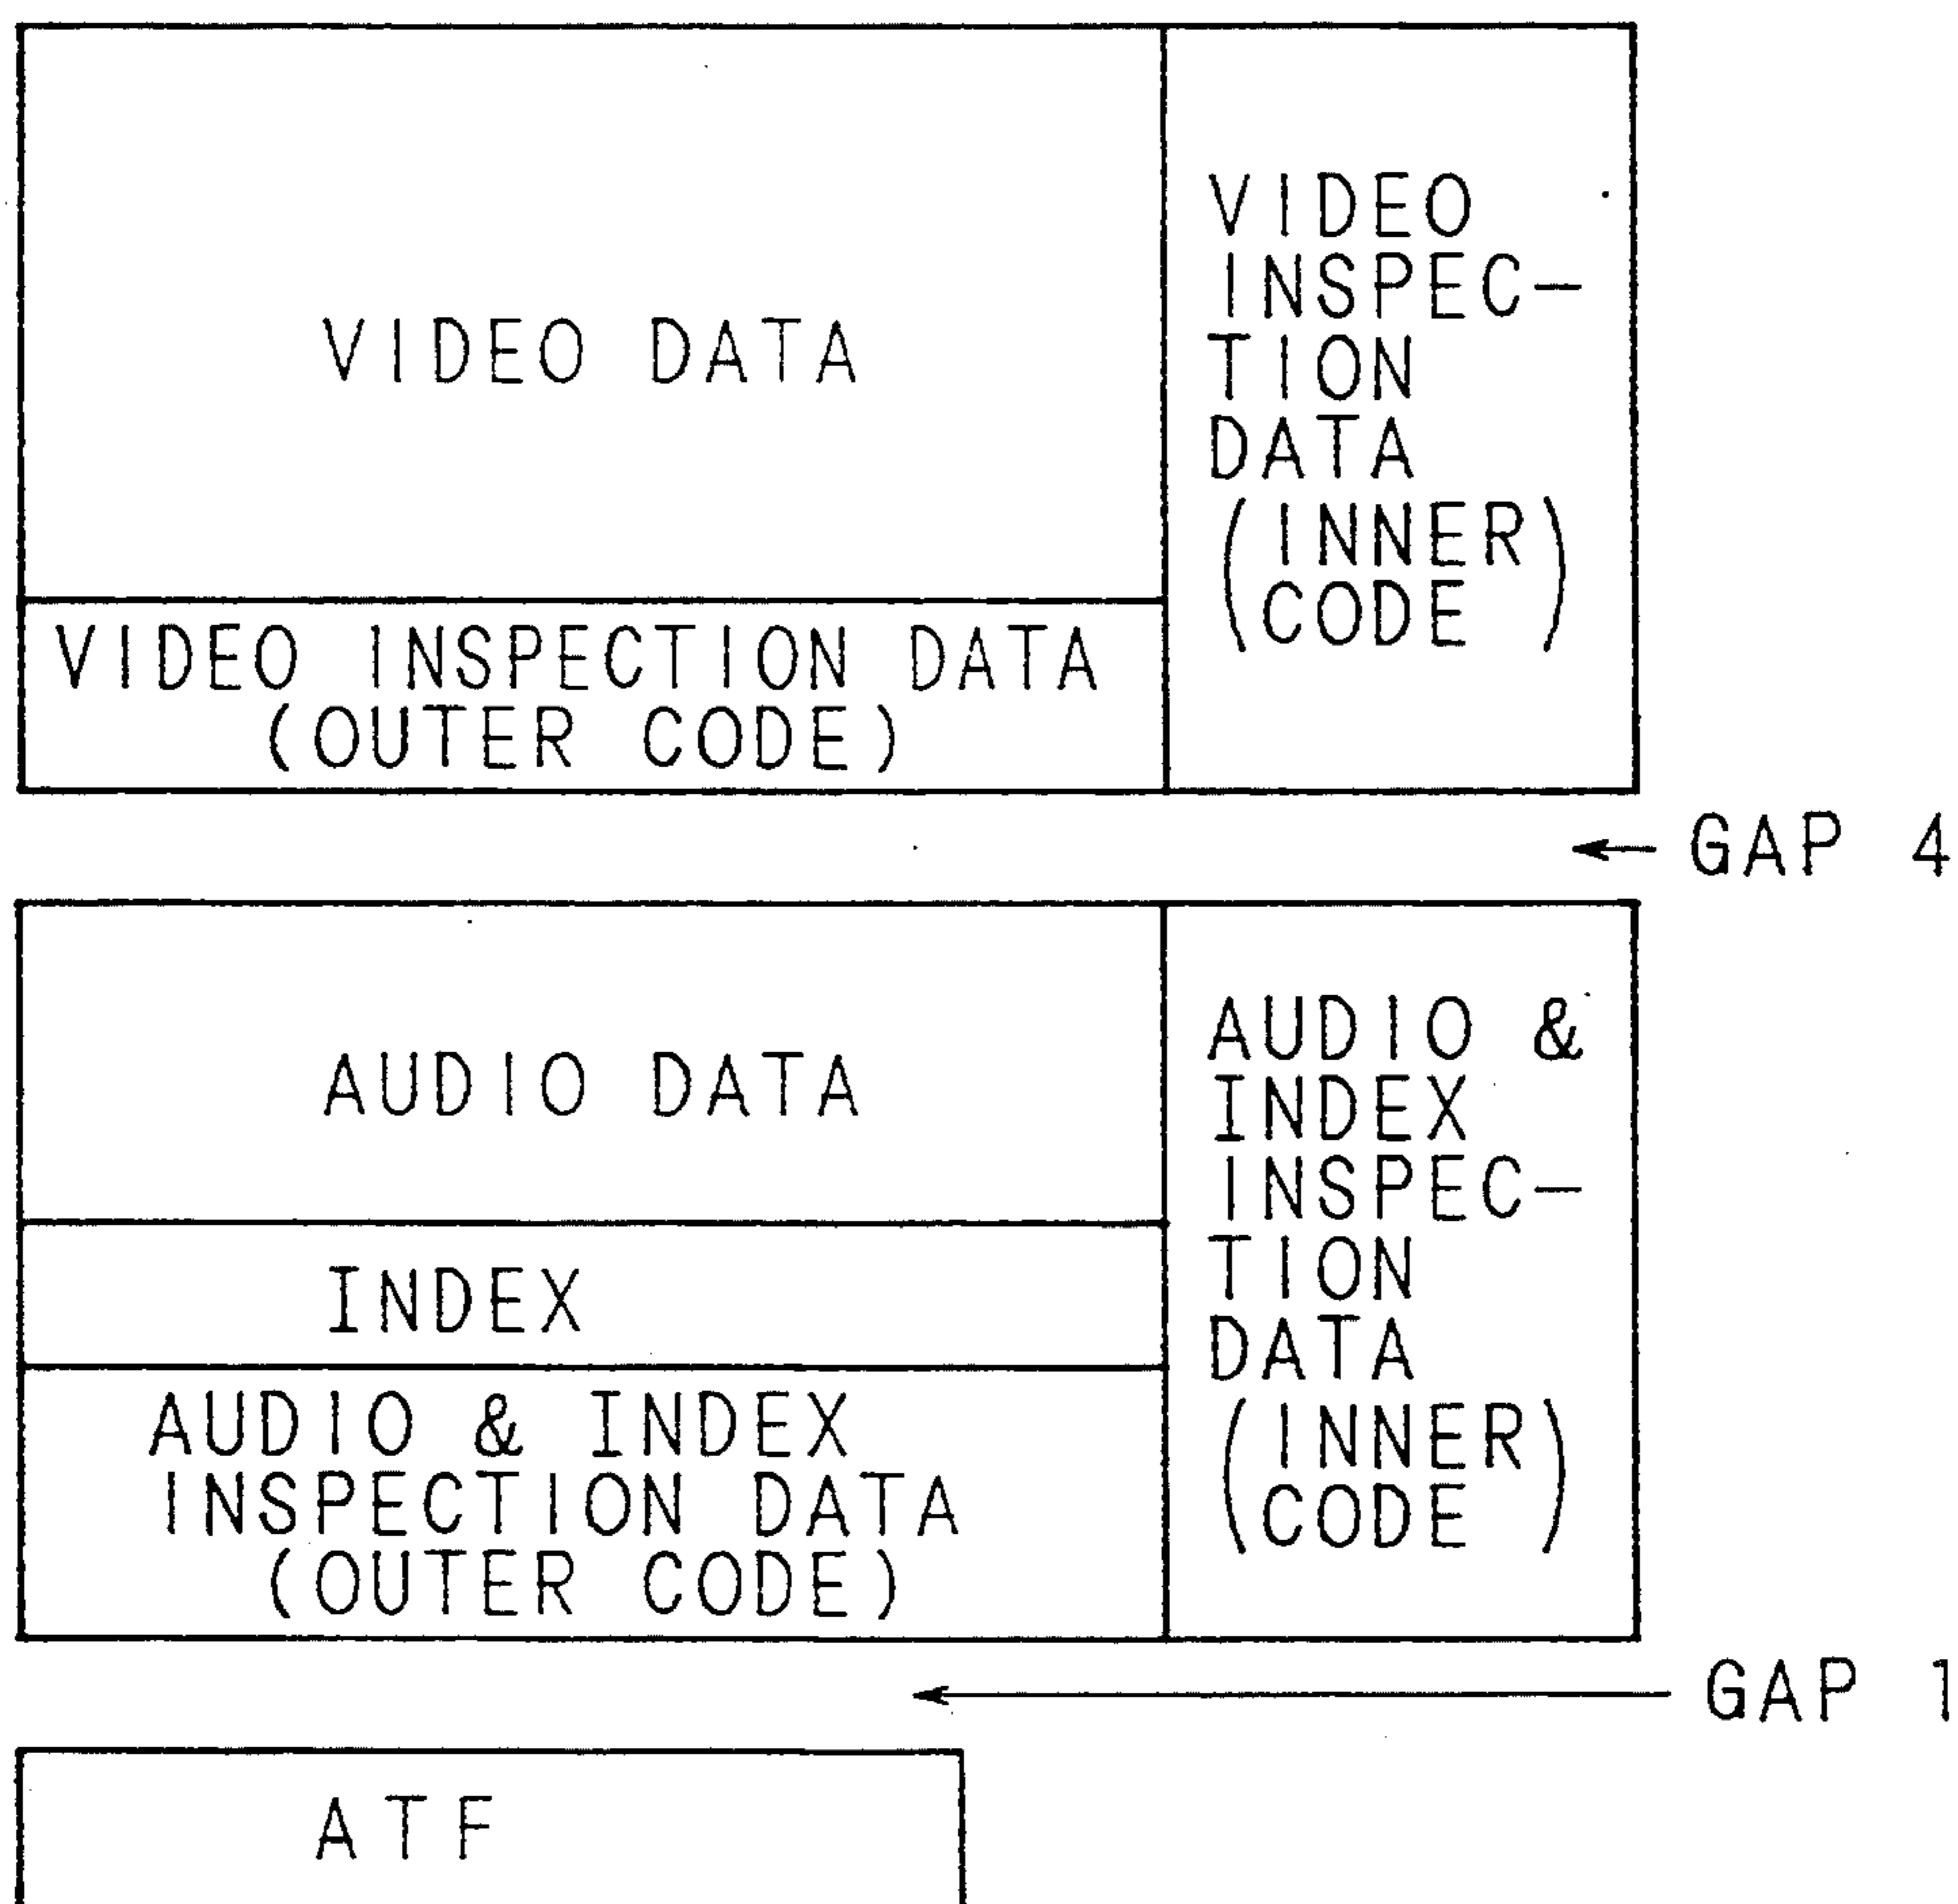 VIDEO DATA
VIDEO INSPECTION DATA
(OUTER CODE)
VIDEO
INSPEC-
TION
DATA
(INNER
CODE)
GAP 4
AUDIO DATA
INDEX
AUDIO & INDEX
INSPECTION DATA
(OUTER CODE)
AUDIO &
INDEX
INSPEC-
TION
DATA
(INNER
CODE)
GAP 1
ATF